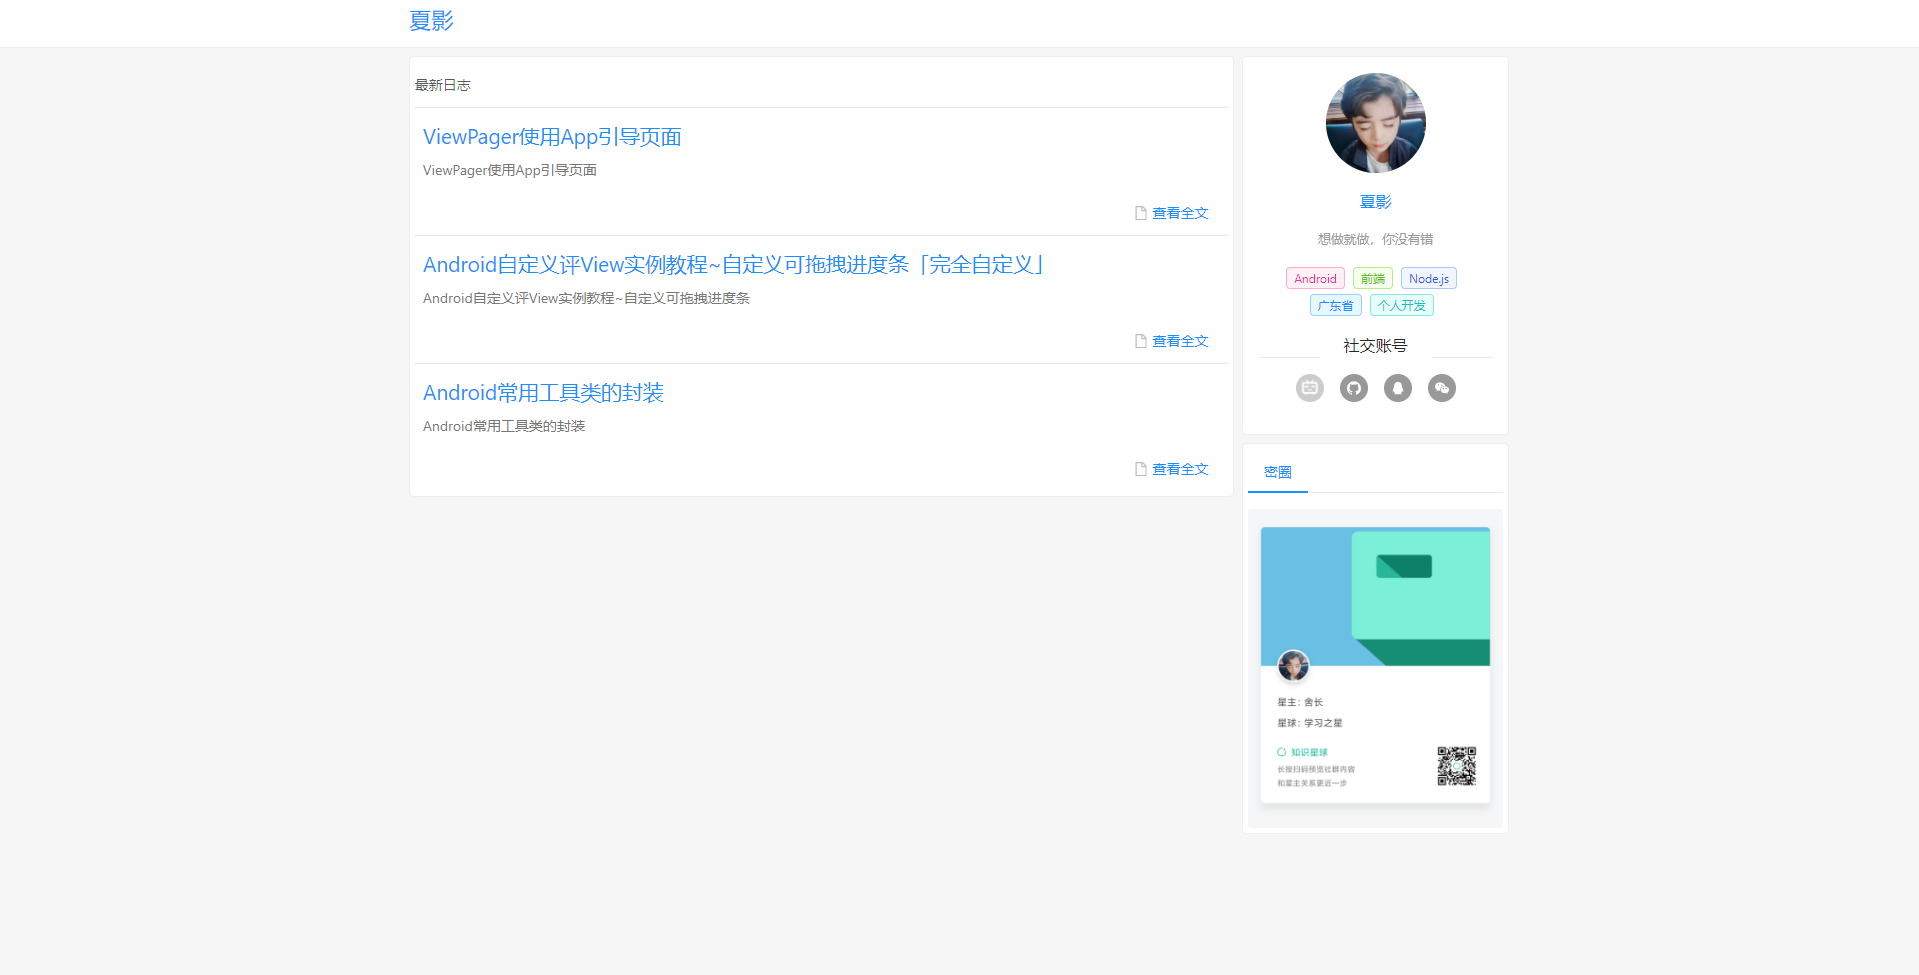 夏影
最新日志
ViewPager使用App引导页面
ViewPager使用App引导页面
查看全文
Android自定义评View实例教程~自定义可拖拽进度条「完全自定义」
Android自定义评View实例教程~自定义可拖拽进度条
查看全文
Android常用工具类的封装
Android常用工具类的封装
查看全文
夏影
想做就做，你没有错
Android 前端 Node.js
广东省 个人开发
社交账号
密圈
星主：舍长
星球：学习之星
知识星球
长按扫码预览社群内容
和星主关系更近一步